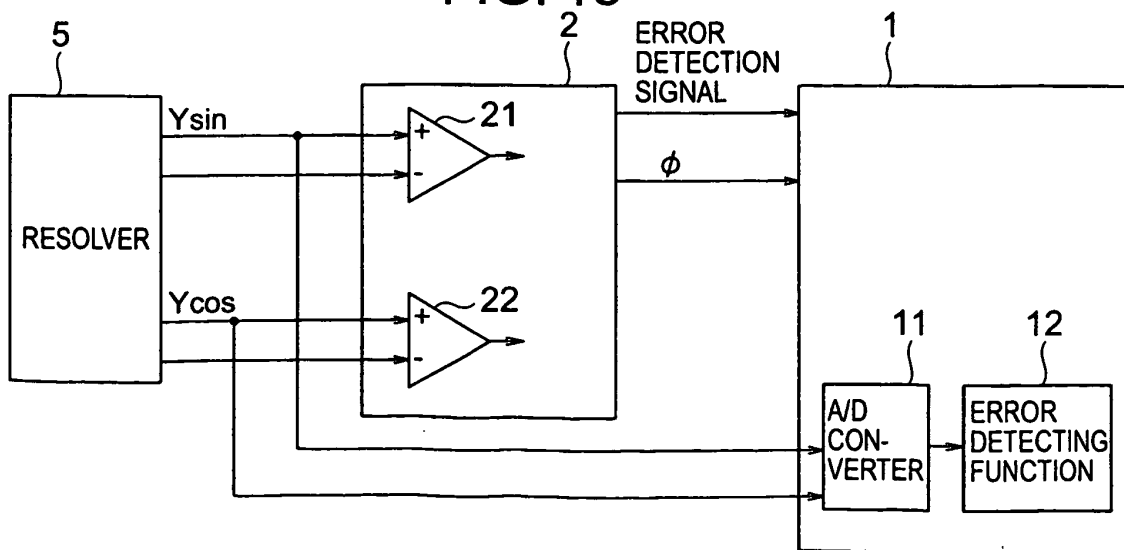 5
2
ERROR
DETECTION
SIGNAL
1
Ysin
+
-
21
ϕ
RESOLVER
Ycos
+
-
22
11
12
A/D
CON-
VERTER
ERROR
DETECTING
FUNCTION